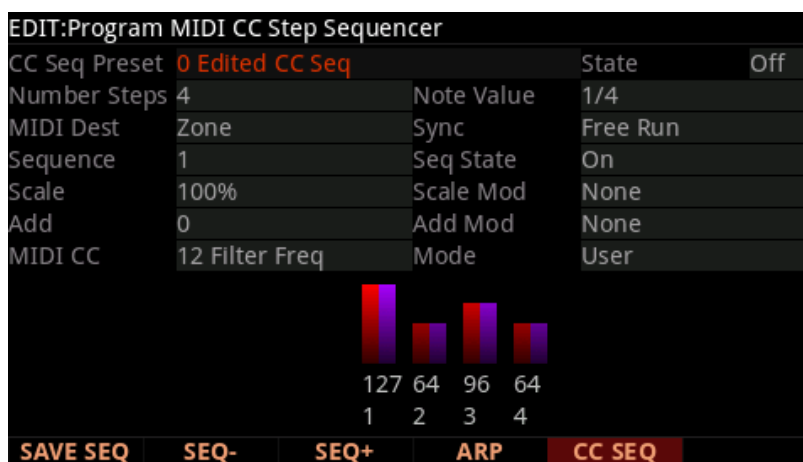 EDIT:Program MIDI CC Step Sequencer
CC Seq Preset 0 Edited CC Seq State Off
Number Steps 4 Note Value 1/4
MIDI Dest Zone Sync Free Run
Sequence 1 Seq State On
Scale 100% Scale Mod None
Add 0 Add Mod None
MIDI CC 12 Filter Freq Mode User
127 64 96 64
1 2 3 4
SAVE SEQ SEQ- SEQ+ ARP CC SEQ